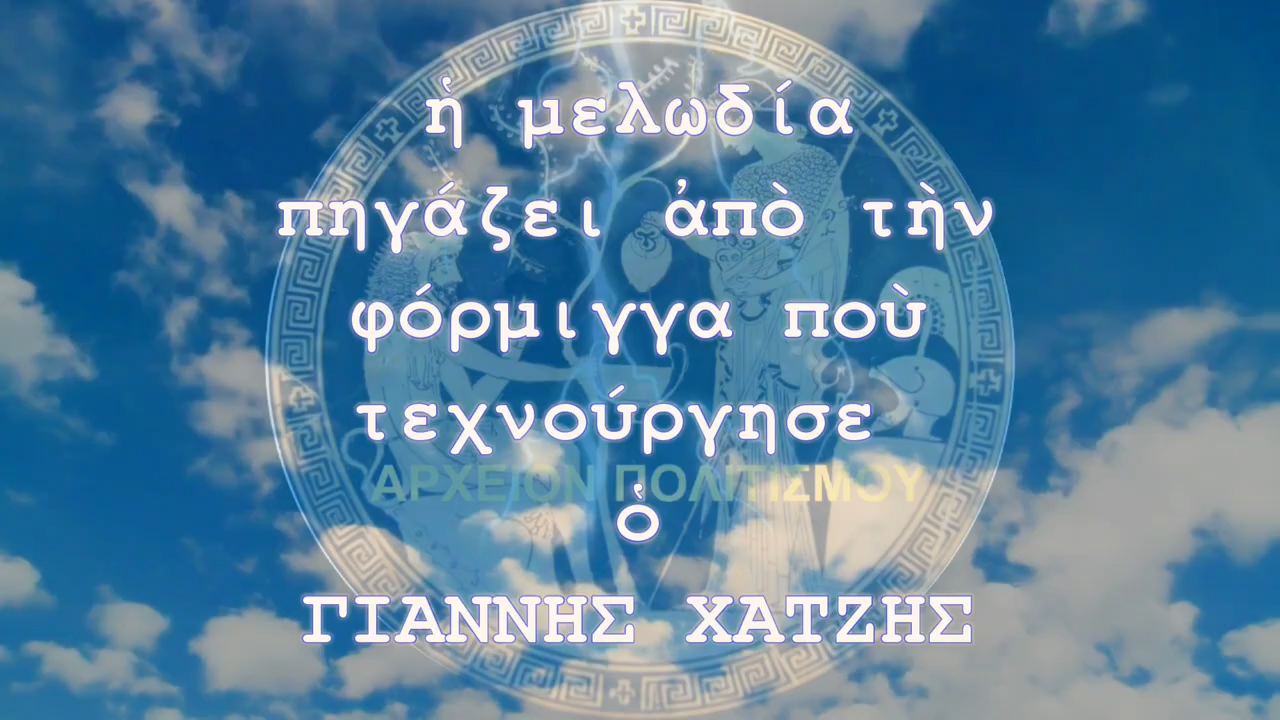 ἡ μελωδία
πηγάζει ἀπὸ τὴν
φόρμιγγα ποὺ
τεχνούργησε
ΑΡΧΕΙΟΝ ΠΟΛΙΤΙΣΜΟΥ
ὁ
ΓΙΑΝΝΗΣ ΧΑΤΖΗΣ